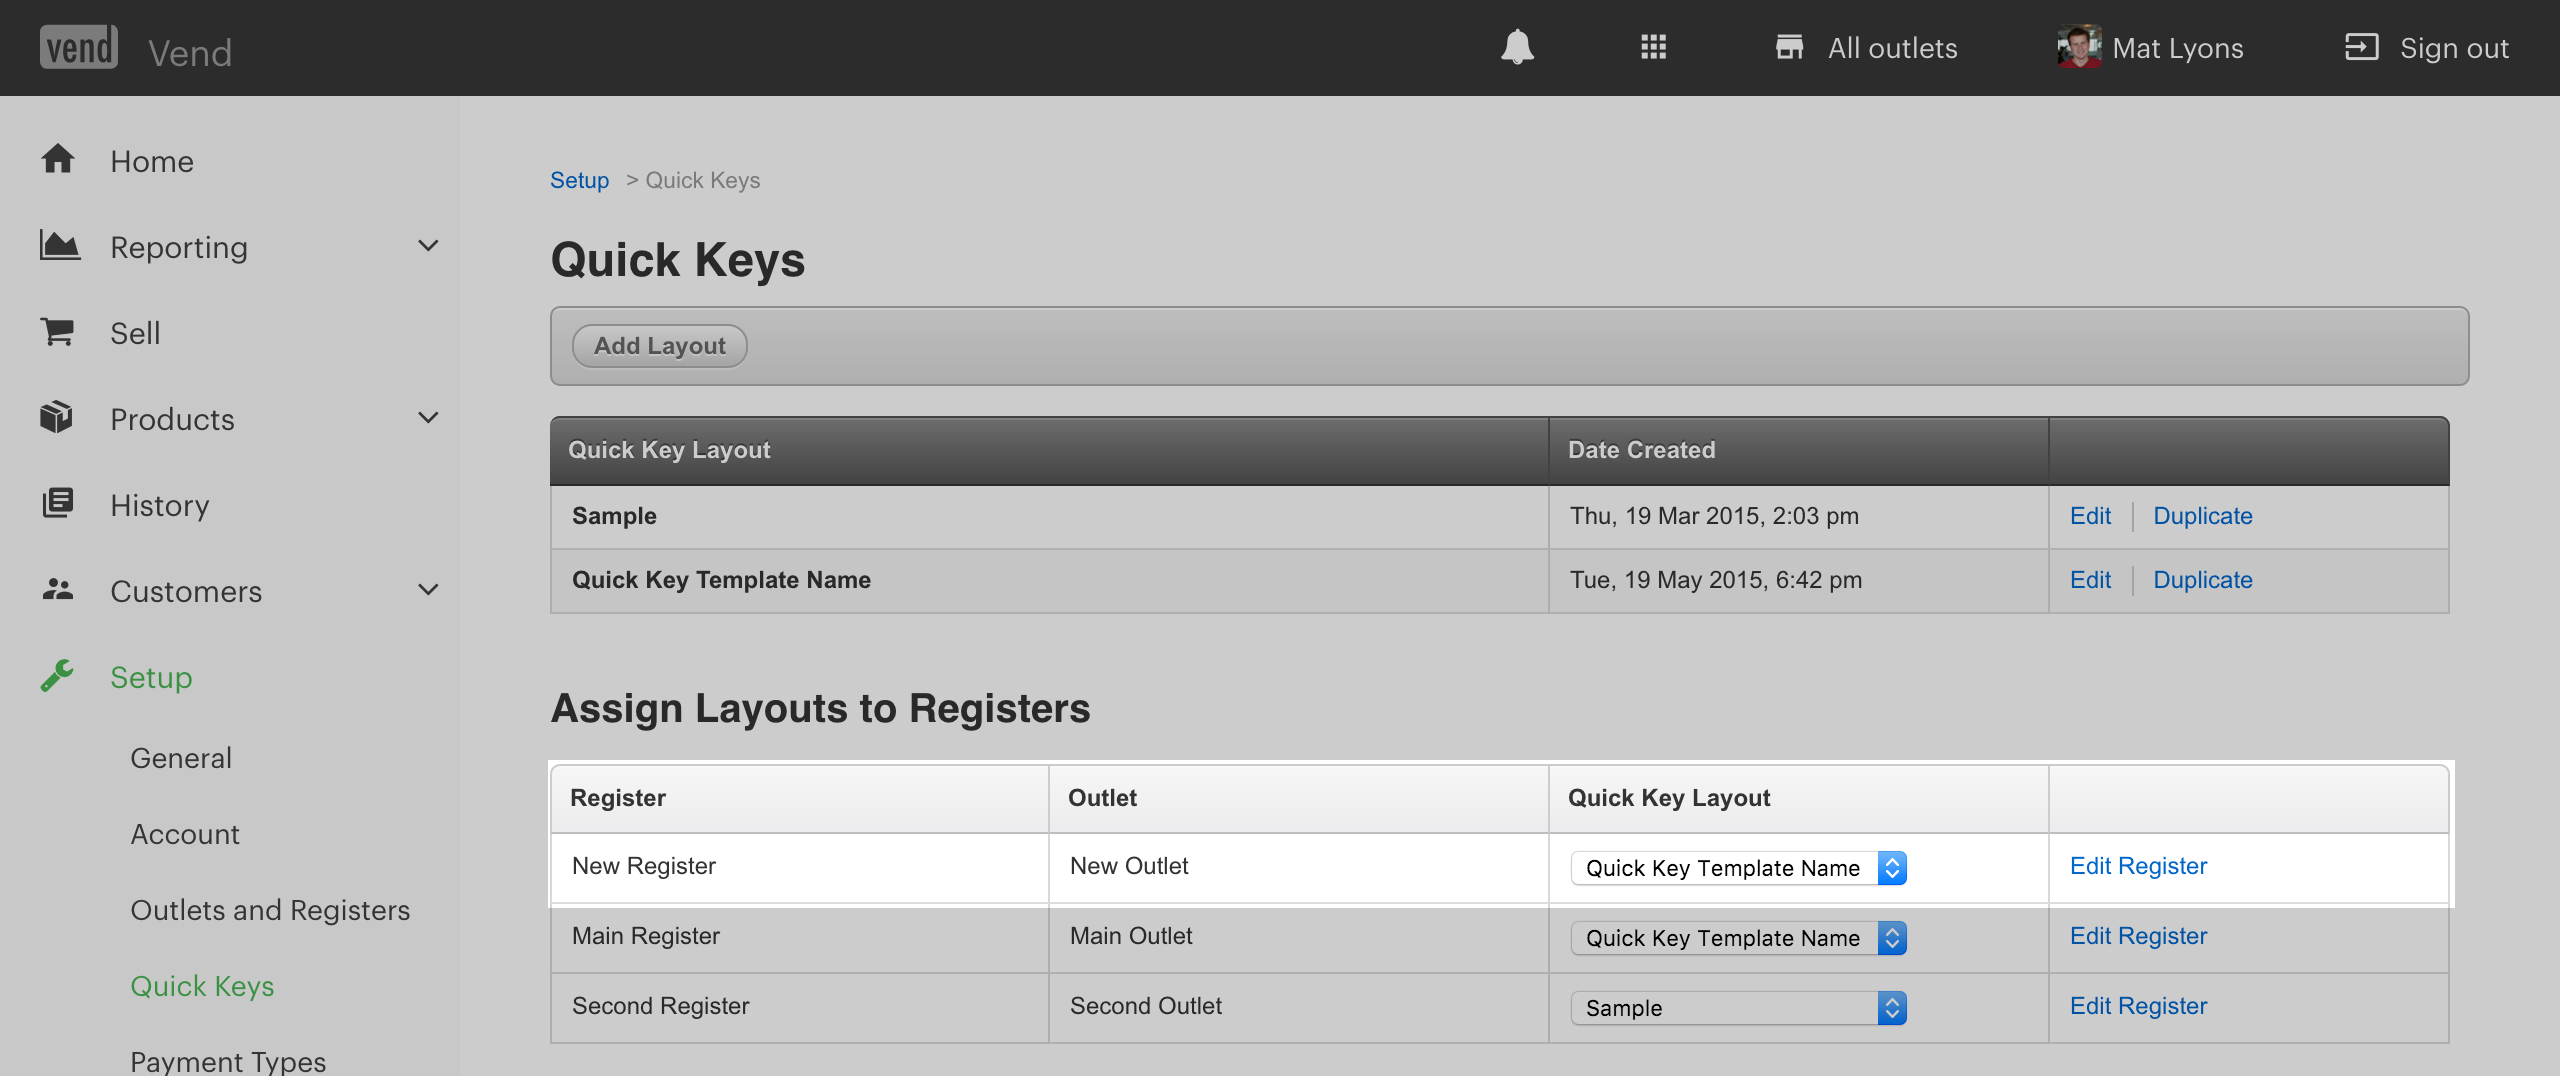 vend Vend All outlets Mat Lyons Sign out
Home
Reporting
Sell
Products
History
Customers
Setup
General
Account
Outlets and Registers
Quick Keys
Payment Types
Setup > Quick Keys
Quick Keys
Add Layout
Quick Key Layout Date Created
Sample Thu, 19 Mar 2015, 2:03 pm Edit Duplicate
Quick Key Template Name Tue, 19 May 2015, 6:42 pm Edit Duplicate
Assign Layouts to Registers
Register Outlet Quick Key Layout
New Register New Outlet Quick Key Template Name Edit Register
Main Register Main Outlet Quick Key Template Name Edit Register
Second Register Second Outlet Sample Edit Register